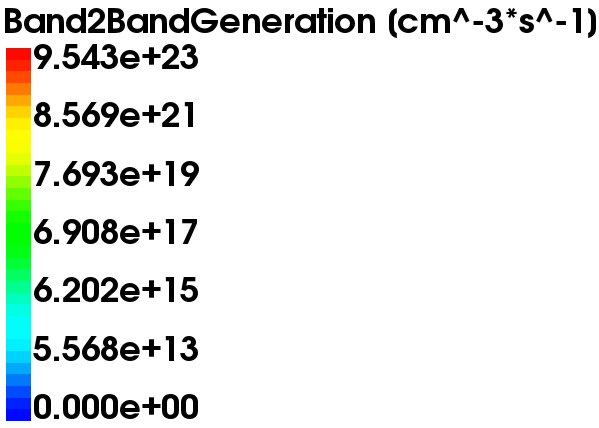 Band2BandGeneration (cm^-3*s^-1)
9.543e+23
8.569e+21
7.693e+19
6.908e+17
6.202e+15
5.568e+13
0.000e+00